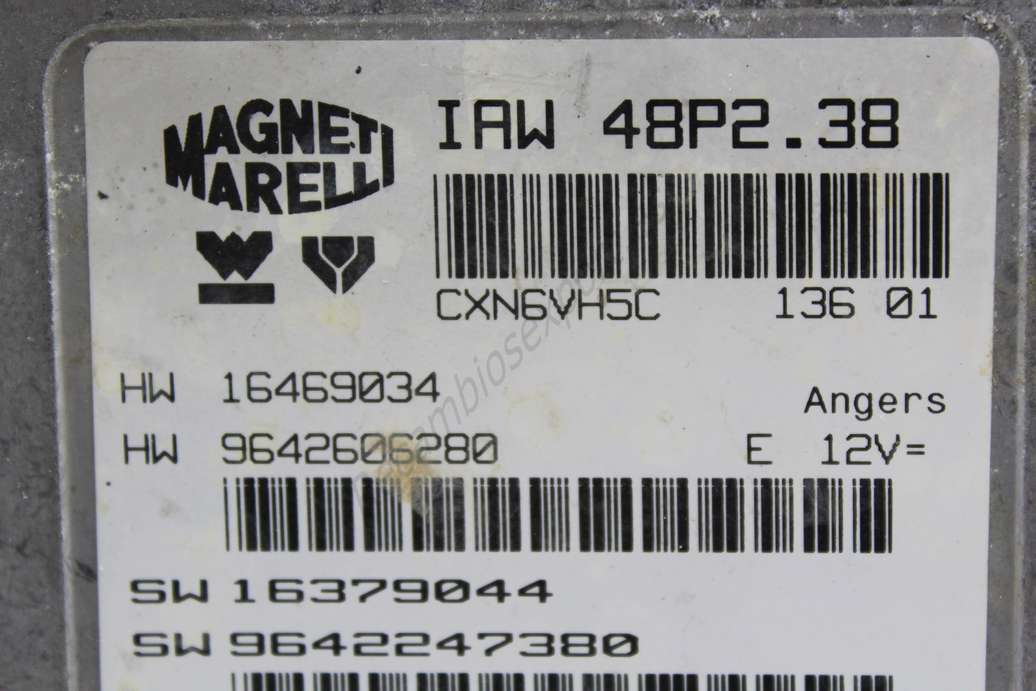 MAGNETI
MARELLI
IAW 48P2.38
CXN6VH5C 136 01
HW 16469034
Angers
HW 9642606280
E 12V=
SW 16379044
SW 9642247380